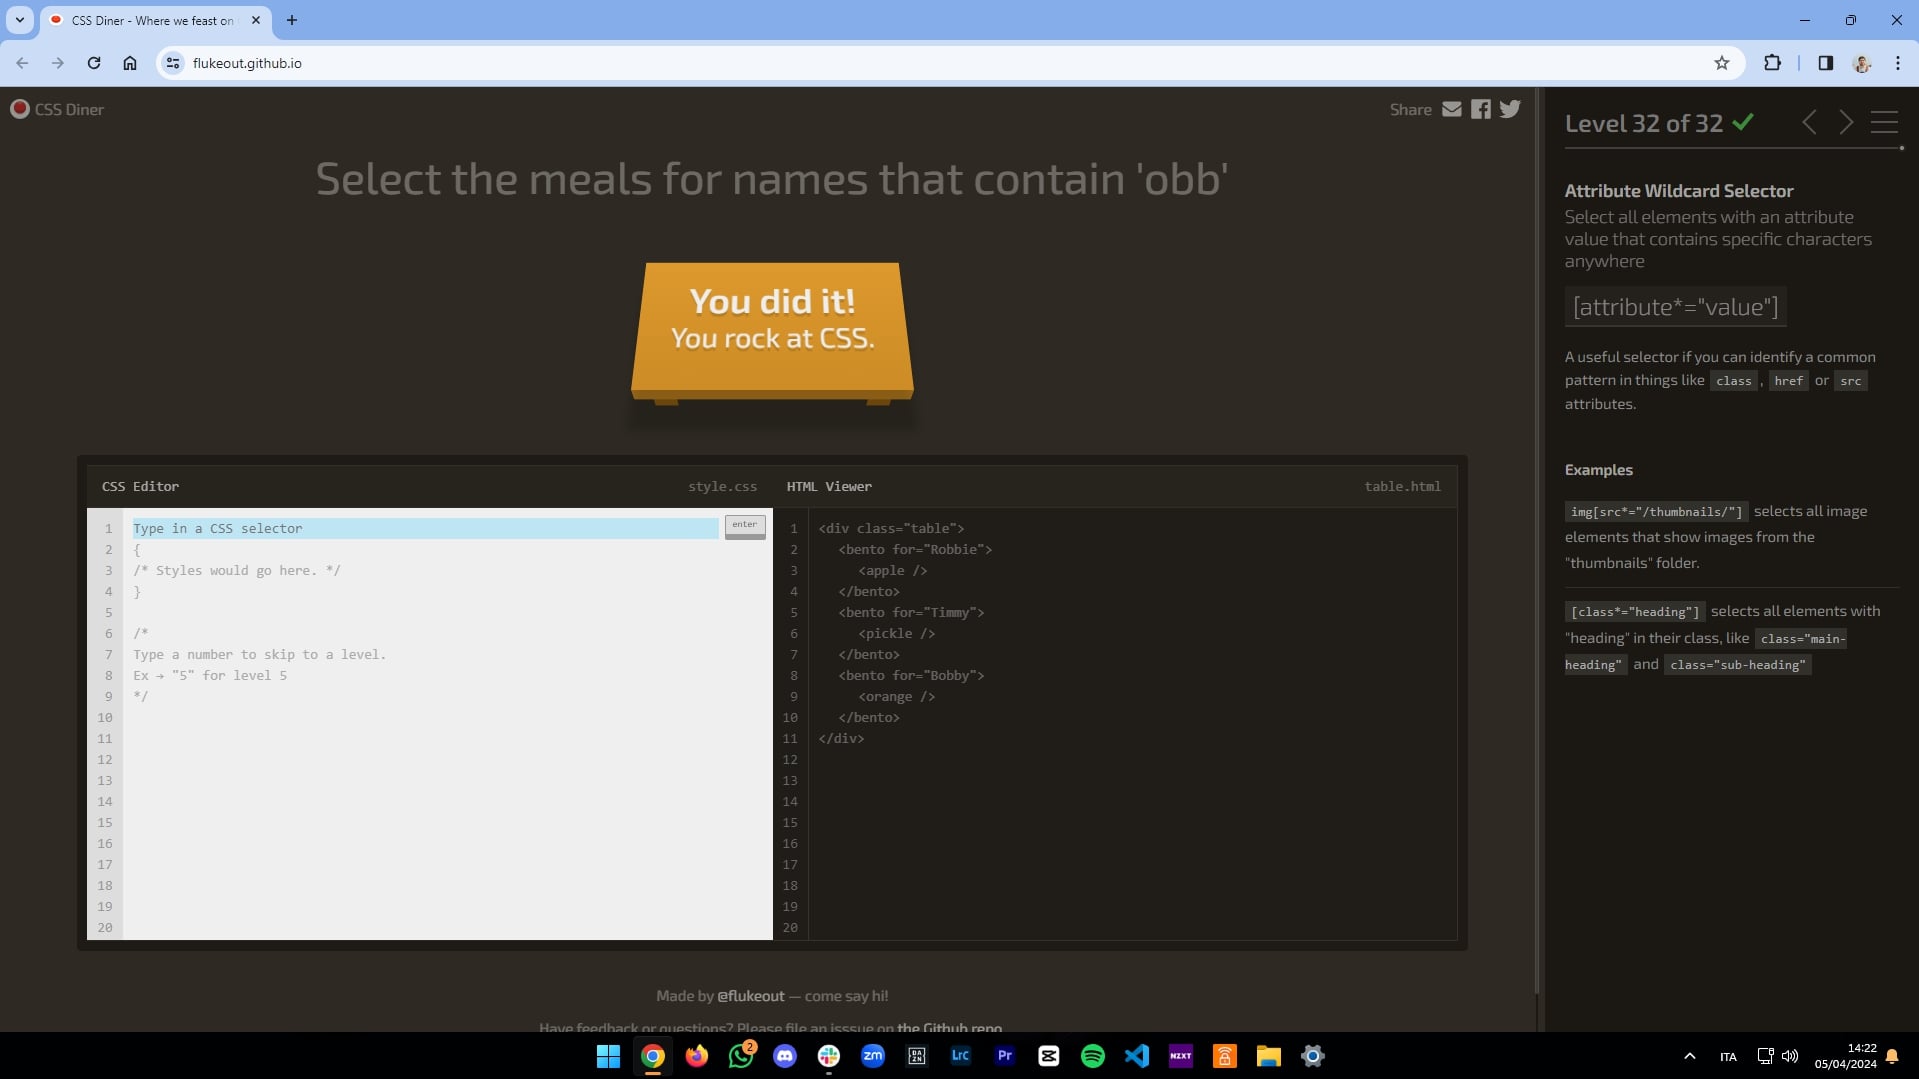 CSS Diner - Where we feast on
flukeout.github.io
CSS Diner
Share
Select the meals for names that contain 'obb'
You did it!
You rock at CSS.
CSS Editor
style.css
1 Type in a CSS selector
enter
2 {
3 /* Styles would go here. */
4 }
5
6 /*
7 Type a number to skip to a level.
8 Ex → "5" for level 5
9 */
10
11
12
13
14
15
16
17
18
19
20
HTML Viewer
table.html
1 <div class="table">
2 <bento for="Robbie">
3 <apple />
4 </bento>
5 <bento for="Timmy">
6 <pickle />
7 </bento>
8 <bento for="Bobby">
9 <orange />
10 </bento>
11 </div>
12
13
14
15
16
17
18
19
20
Made by @flukeout — come say hi!
Have feedback or questions? Please file an isssue on the Github repo
Level 32 of 32
Attribute Wildcard Selector
Select all elements with an attribute
value that contains specific characters
anywhere
[attribute*="value"]
A useful selector if you can identify a common
pattern in things like class , href or src
attributes.
Examples
img[src*="/thumbnails/"] selects all image
elements that show images from the
"thumbnails" folder.
[class*="heading"] selects all elements with
"heading" in their class, like class="main-
heading" and class="sub-heading"
2
zm
DAZN
Lrc
Pr
NZXT
ITA
14:22
05/04/2024